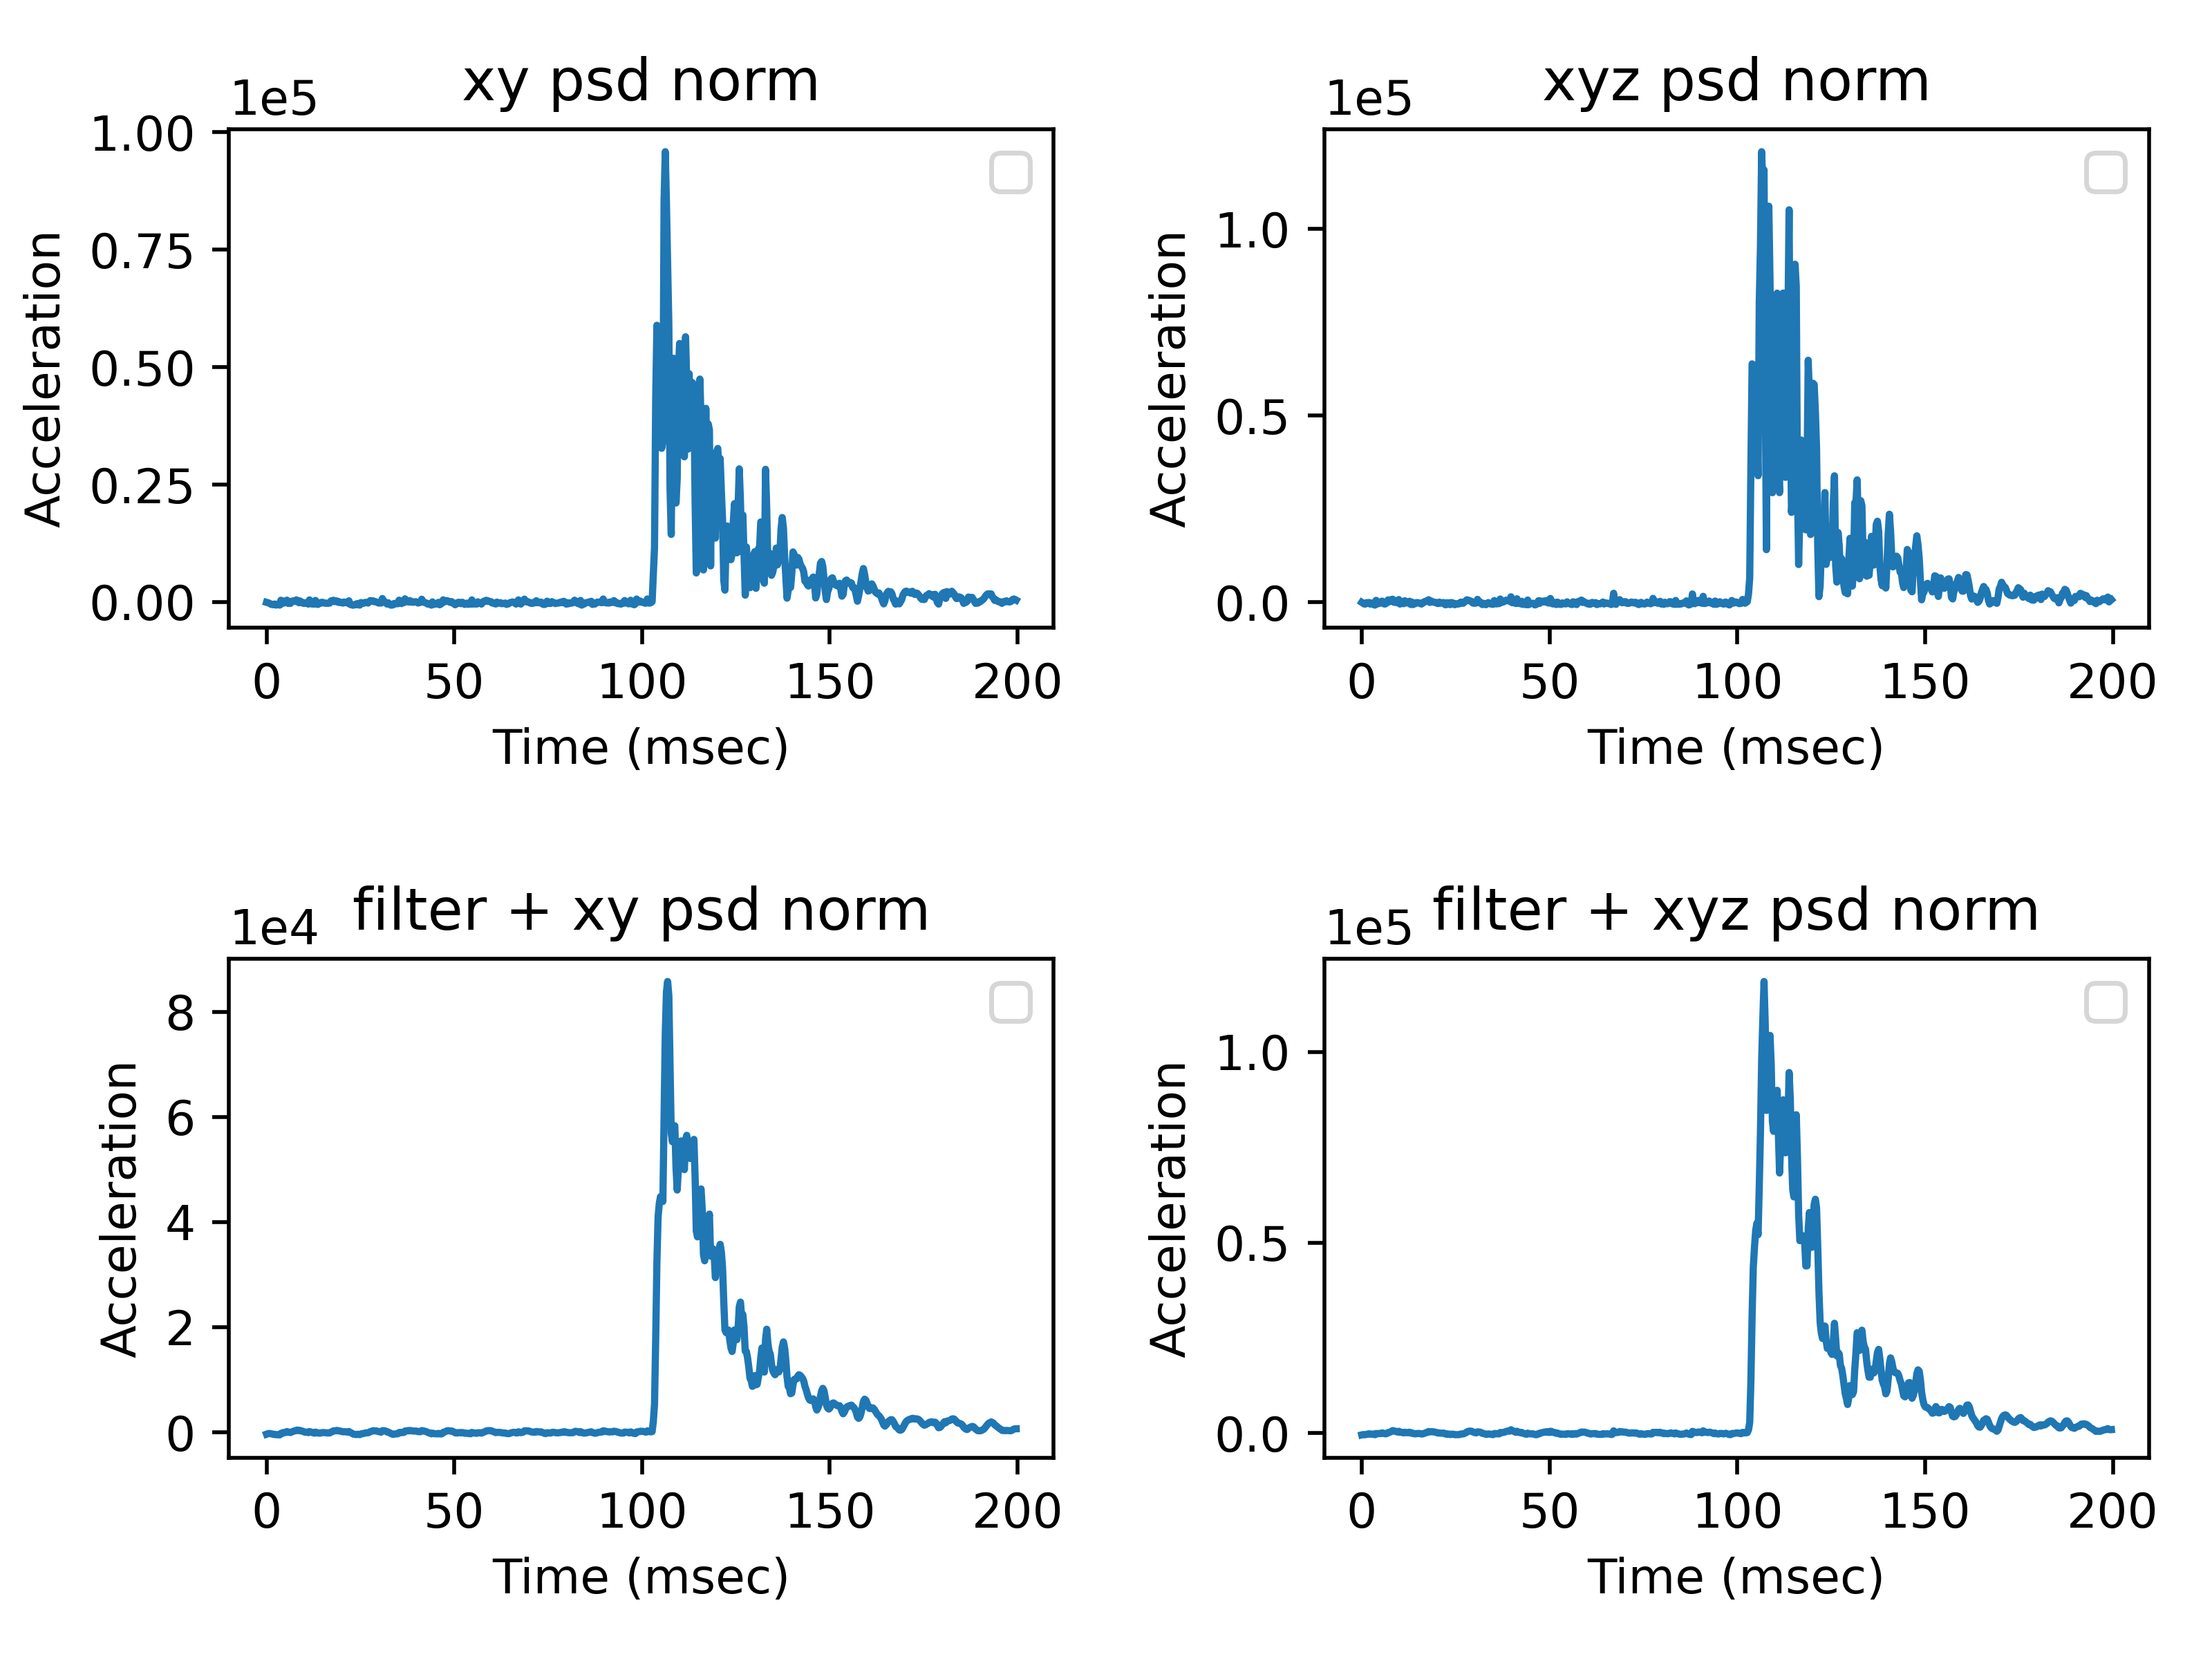 xy psd norm
1e5
1.00
0.75
0.50
0.25
0.00
Acceleration
0 50 100 150 200
Time (msec)
xyz psd norm
1e5
1.0
0.5
0.0
Acceleration
0 50 100 150 200
Time (msec)
filter + xy psd norm
1e4
8
6
4
2
0
Acceleration
0 50 100 150 200
Time (msec)
filter + xyz psd norm
1e5
1.0
0.5
0.0
Acceleration
0 50 100 150 200
Time (msec)